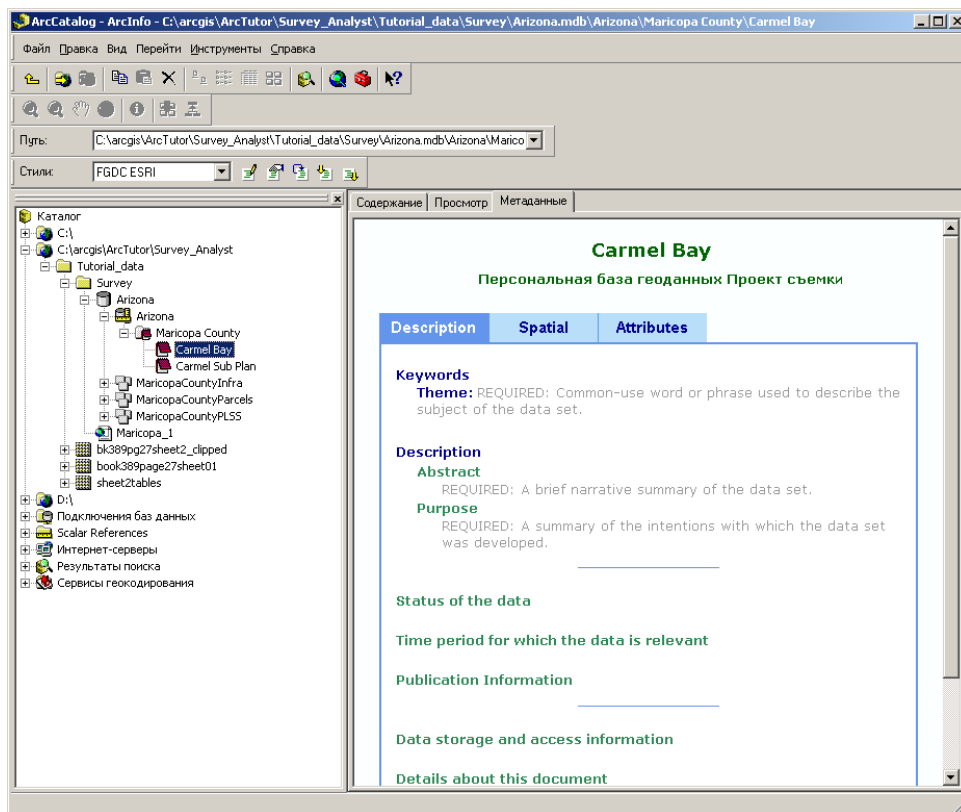 ArcCatalog - ArcInfo - C:\arcgis\ArcTutor\Survey_Analyst\Tutorial_data\Survey\Arizona.mdb\Arizona\Maricopa County\Carmel Bay
Файл Правка Вид Перейти Инструменты Справка
Путь: C:\arcgis\ArcTutor\Survey_Analyst\Tutorial_data\Survey\Arizona.mdb\Arizona\Marico
Стили: FGDC ESRI
Каталог
C:\
C:\arcgis\ArcTutor\Survey_Analyst
Tutorial_data
Survey
Arizona
Arizona
Maricopa County
Carmel Bay
Carmel Sub Plan
MaricopaCountyInfra
MaricopaCountyParcels
MaricopaCountyPLSS
Maricopa_1
bk389pg27sheet2_clipped
book389page27sheet01
sheet2tables
D:\
Подключения баз данных
Scalar References
Интернет-серверы
Результаты поиска
Сервисы геокодирования
Содержание Просмотр Метаданные
Carmel Bay
Персональная база геоданных Проект съемки
Description Spatial Attributes
Keywords
Theme: REQUIRED: Common-use word or phrase used to describe the
subject of the data set.
Description
Abstract
REQUIRED: A brief narrative summary of the data set.
Purpose
REQUIRED: A summary of the intentions with which the data set
was developed.
Status of the data
Time period for which the data is relevant
Publication Information
Data storage and access information
Details about this document